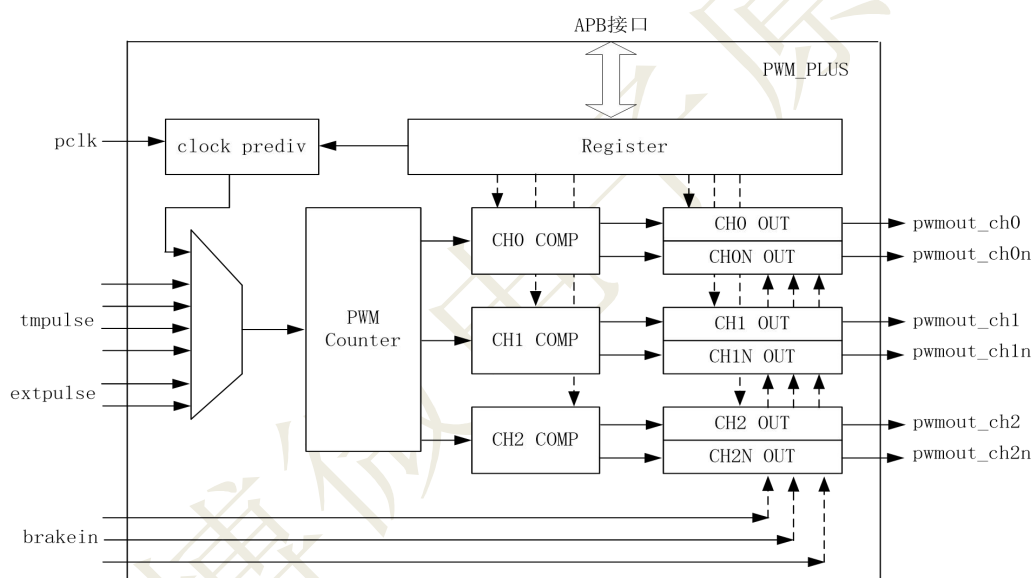 APB接口
PWM_PLUS
pclk
clock prediv
Register
CH0 COMP
CH0 OUT
CH0N OUT
pwmout_ch0
pwmout_ch0n
tmpulse
PWM
Counter
CH1 COMP
CH1 OUT
CH1N OUT
pwmout_ch1
pwmout_ch1n
extpulse
CH2 COMP
CH2 OUT
CH2N OUT
pwmout_ch2
pwmout_ch2n
brakein